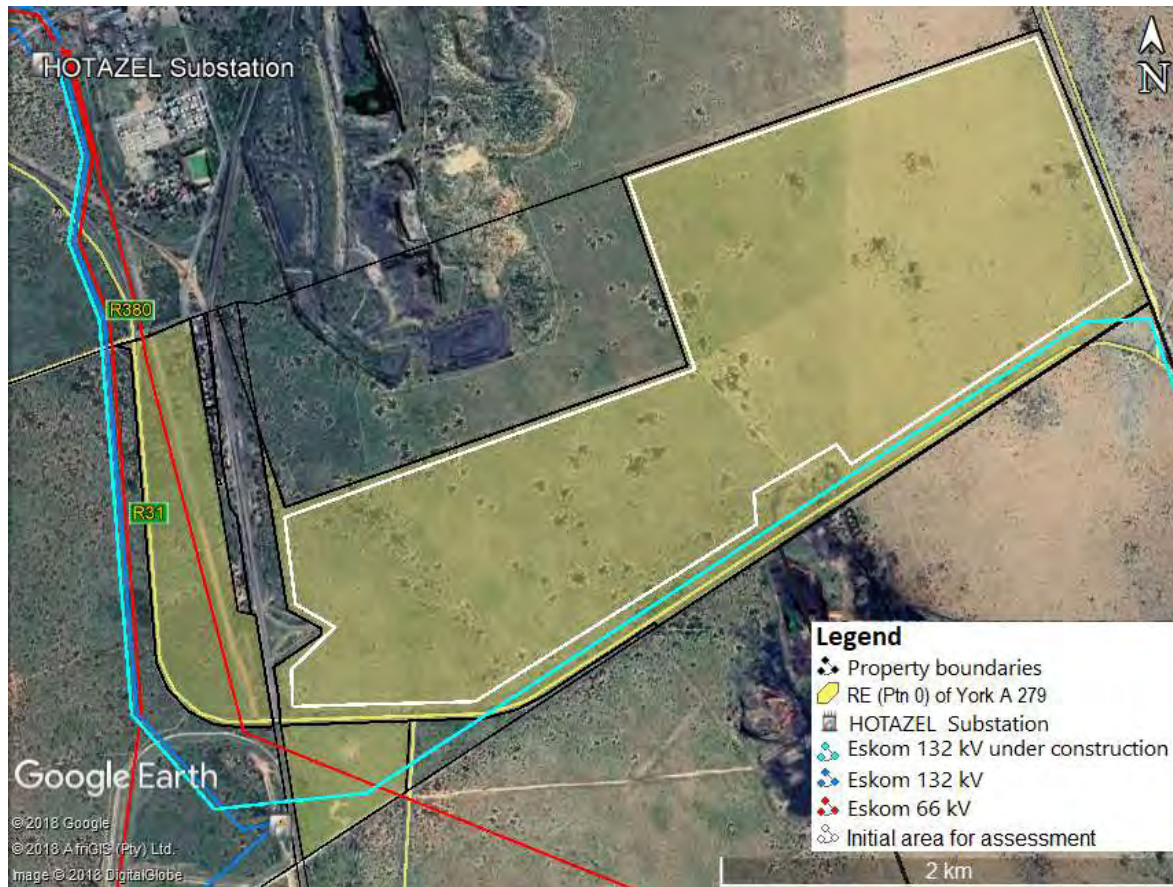 HOTAZEL Substation
N
R380
R31
Legend
Property boundaries
RE (Ptn 0) of York A 279
HOTAZEL Substation
Eskom 132 kV under construction
Eskom 132 kV
Eskom 66 kV
Initial area for assessment
Google Earth
© 2018 Google
© 2018 AfriGIS (Pty) Ltd.
Image © 2018 DigitalGlobe
2 km